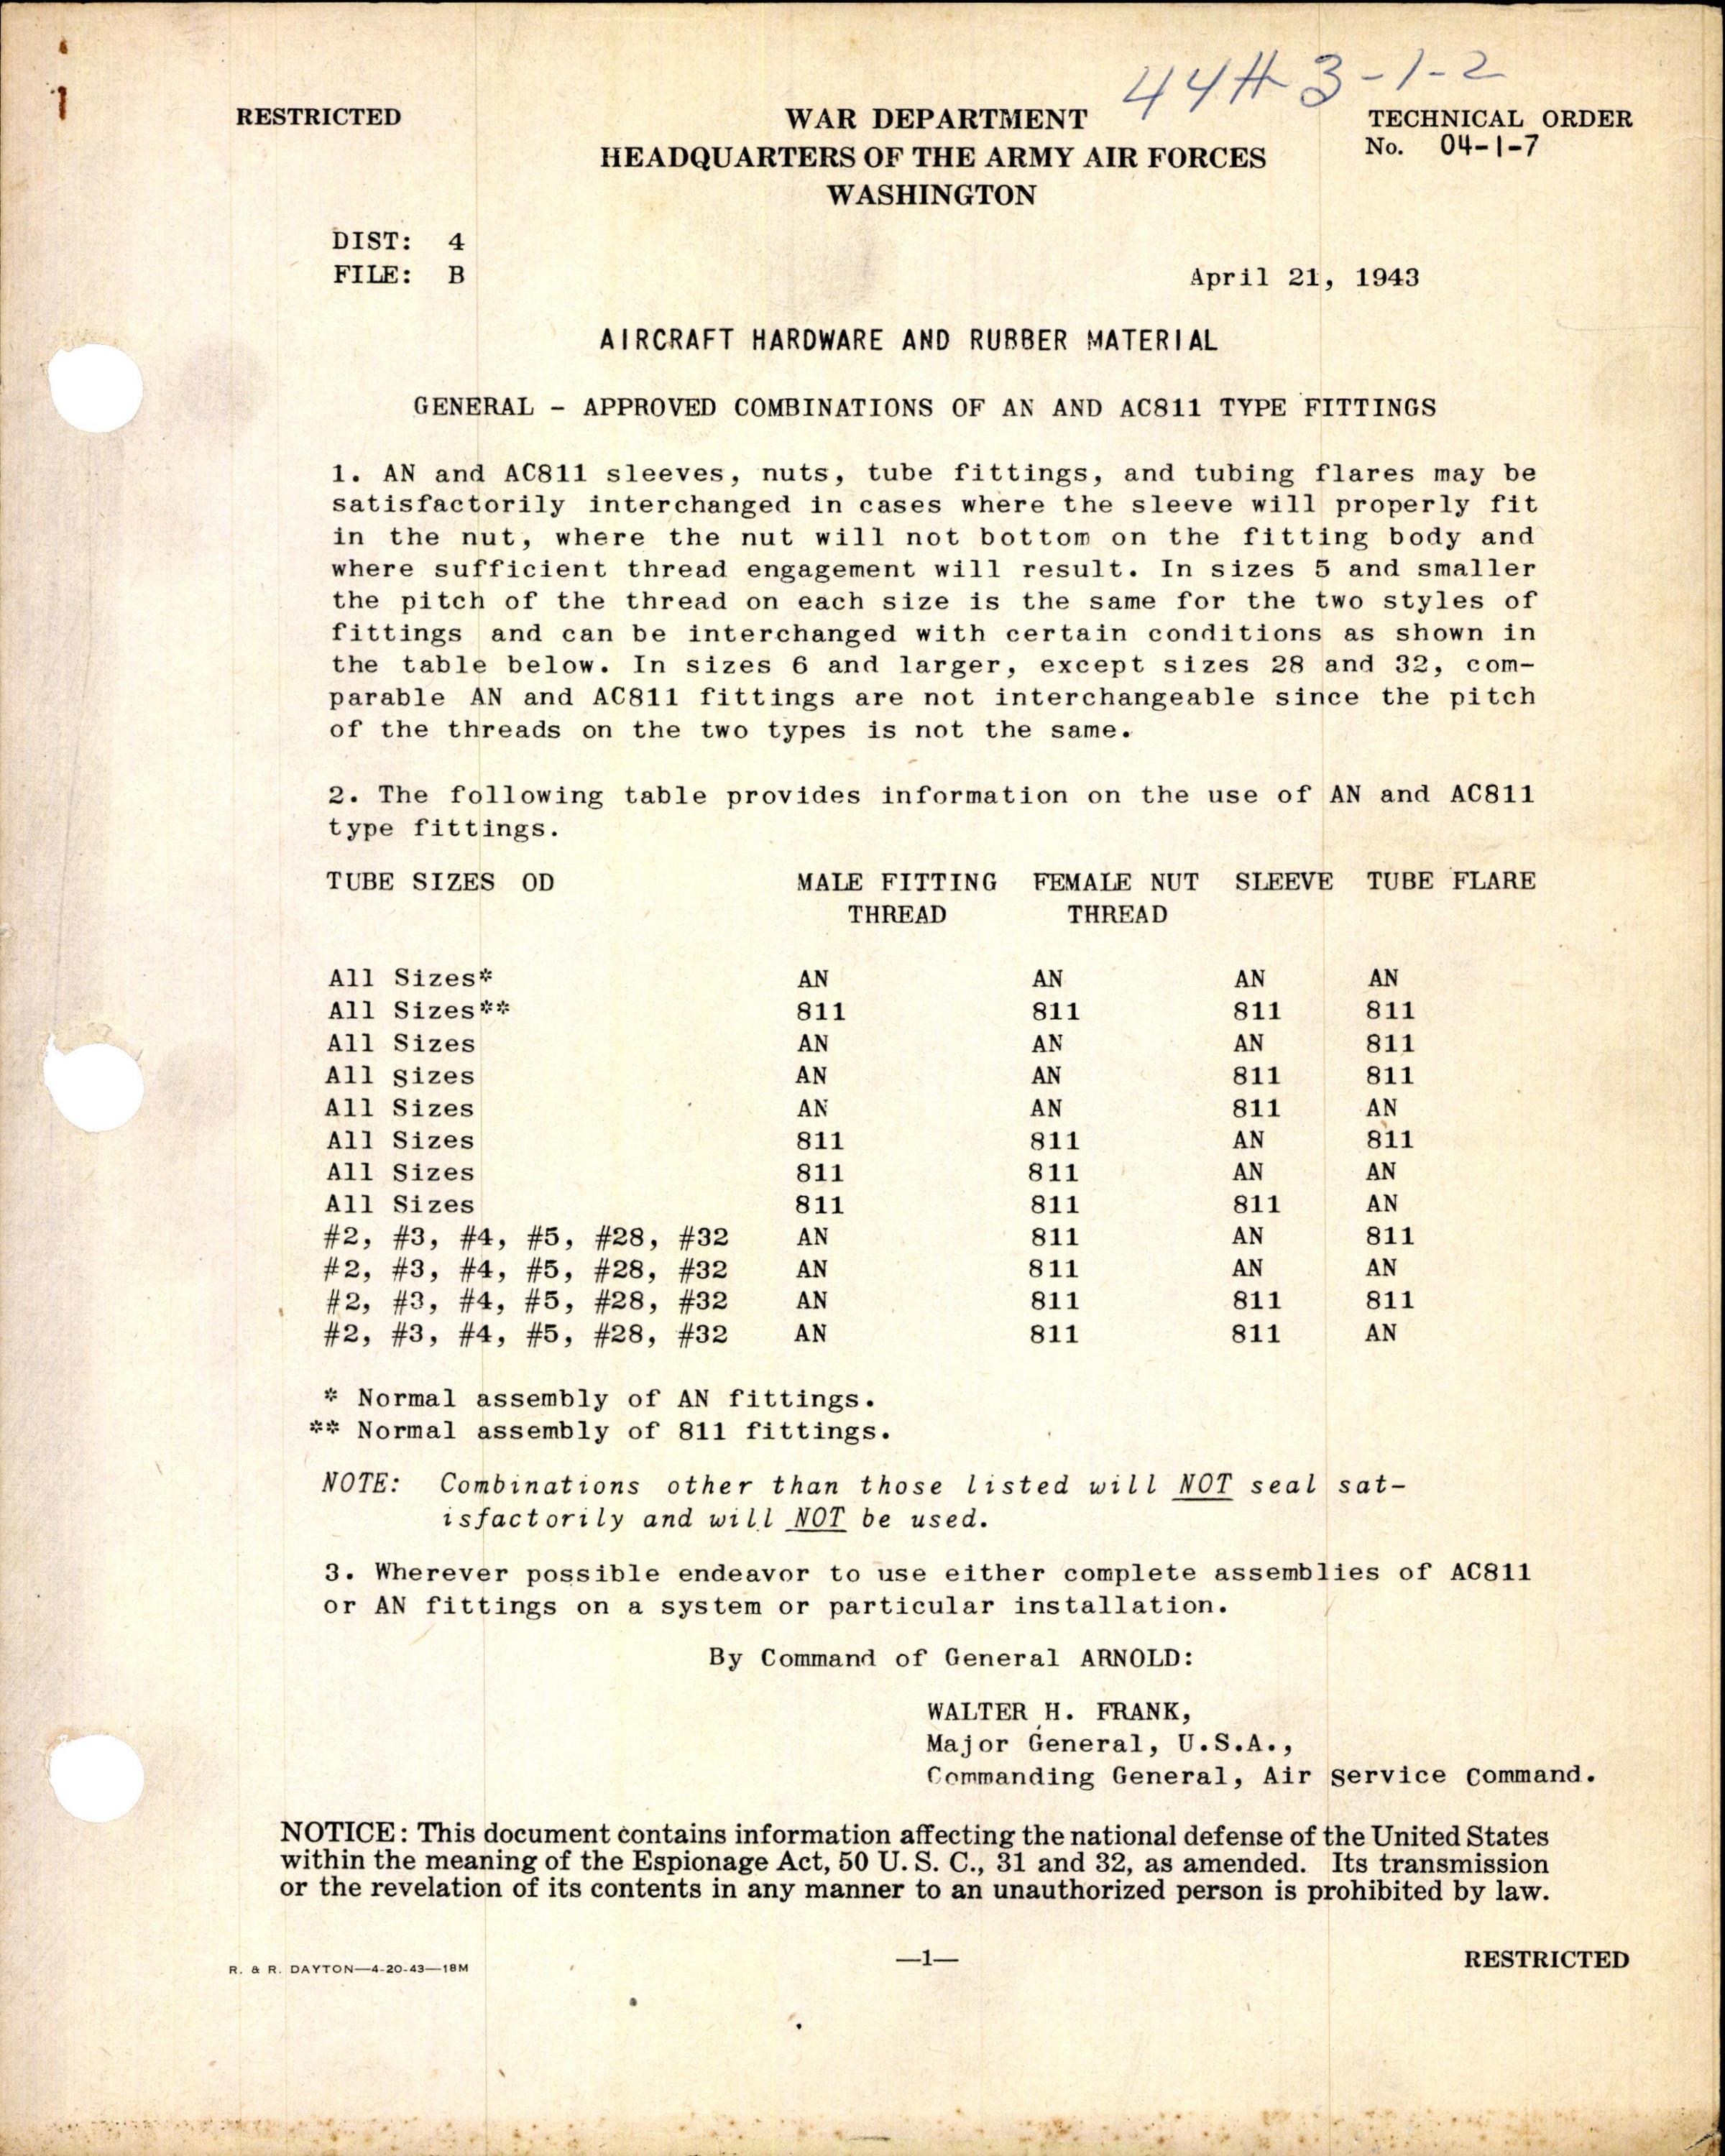 44H 3-1-2
RESTRICTED
WAR DEPARTMENT
HEADQUARTERS OF THE ARMY AIR FORCES
WASHINGTON
TECHNICAL ORDER
No. 04-1-7
DIST: 4
FILE: B
April 21, 1943
AIRCRAFT HARDWARE AND RUBBER MATERIAL
GENERAL - APPROVED COMBINATIONS OF AN AND AC811 TYPE FITTINGS
1. AN and AC811 sleeves, nuts, tube fittings, and tubing flares may be
satisfactorily interchanged in cases where the sleeve will properly fit
in the nut, where the nut will not bottom on the fitting body and
where sufficient thread engagement will result. In sizes 5 and smaller
the pitch of the thread on each size is the same for the two styles of
fittings and can be interchanged with certain conditions as shown in
the table below. In sizes 6 and larger, except sizes 28 and 32, com-
parable AN and AC811 fittings are not interchangeable since the pitch
of the threads on the two types is not the same.
2. The following table provides information on the use of AN and AC811
type fittings.
TUBE SIZES OD MALE FITTING FEMALE NUT SLEEVE TUBE FLARE
THREAD THREAD
All Sizes* AN AN AN AN
All Sizes** 811 811 811 811
All Sizes AN AN AN 811
All sizes AN AN 811 811
All Sizes AN AN 811 AN
All Sizes 811 811 AN 811
All Sizes 811 811 AN AN
All Sizes 811 811 811 AN
#2, #3, #4, #5, #28, #32 AN 811 AN 811
#2, #3, #4, #5, #28, #32 AN 811 AN AN
#2, #3, #4, #5, #28, #32 AN 811 811 811
#2, #3, #4, #5, #28, #32 AN 811 811 AN
* Normal assembly of AN fittings.
** Normal assembly of 811 fittings.
NOTE: Combinations other than those listed will NOT seal sat-
isfactorily and will NOT be used.
3. Wherever possible endeavor to use either complete assemblies of AC811
or AN fittings on a system or particular installation.
By Command of General ARNOLD:
WALTER H. FRANK,
Major General, U.S.A.,
Commanding General, Air service command.
NOTICE: This document contains information affecting the national defense of the United States
within the meaning of the Espionage Act, 50 U. S. C., 31 and 32, as amended. Its transmission
or the revelation of its contents in any manner to an unauthorized person is prohibited by law.
R. & R. DAYTON—4-20-43—18M
—1—
RESTRICTED